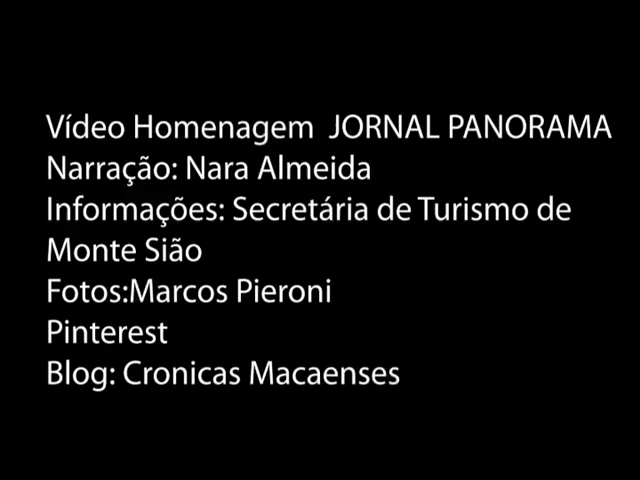 Vídeo Homenagem  JORNAL PANORAMA
Narração: Nara Almeida
Informações: Secretária de Turismo de
Monte Sião
Fotos:Marcos Pieroni
Pinterest
Blog: Cronicas Macaenses